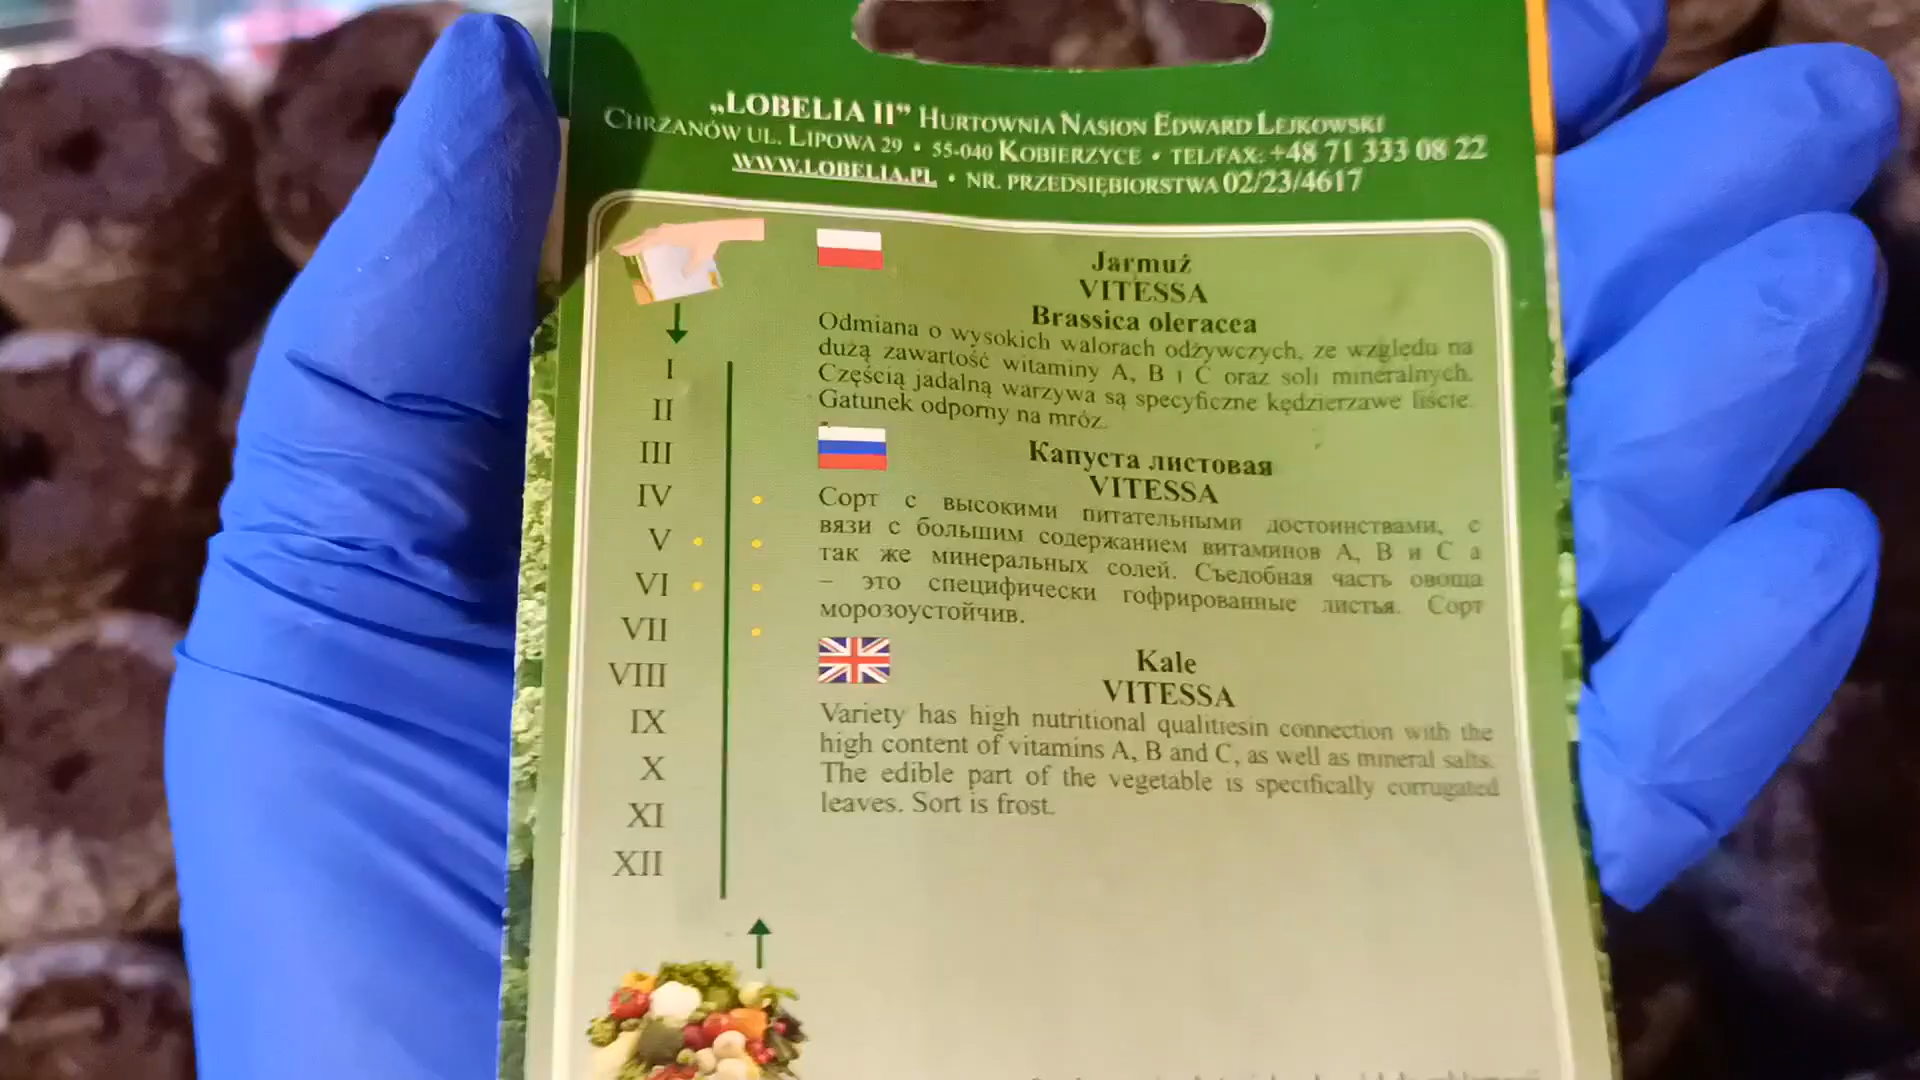 „LOBELIA II” HURTOWNIA NASION EDWARD LEJKOWSKI
CHRZANÓW UL. LIPOWA 29 • 55-040 KOBIERZYCE • TEL/FAX: +48 71 333 08 22
WWW.LOBELIA.PL • NR. PRZEDSIĘBIORSTWA 02/23/4617
I
II
III
IV
V
VI
VII
VIII
IX
X
XI
XII
Jarmuż
VITESSA
Brassica oleracea
Odmiana o wysokich walorach odżywczych, ze względu na
dużą zawartość witaminy A, B i C oraz soli mineralnych.
Częścią jadalną warzywa są specyficzne kędzierzawe liście.
Gatunek odporny na mróz.
Капуста листовая
VITESSA
Сорт с высокими питательными достоинствами, с
вязи с большим содержанием витаминов А, В и С а
так же минеральных солей. Съедобная часть овоща
– это специфически гофрированные листья. Сорт
морозоустойчив.
Kale
VITESSA
Variety has high nutritional qualitiesin connection with the
high content of vitamins A, B and C, as well as mineral salts.
The edible part of the vegetable is specifically corrugated
leaves. Sort is frost.